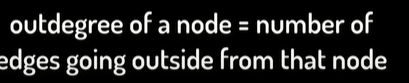 outdegree of a node = number of
edges going outside from that node